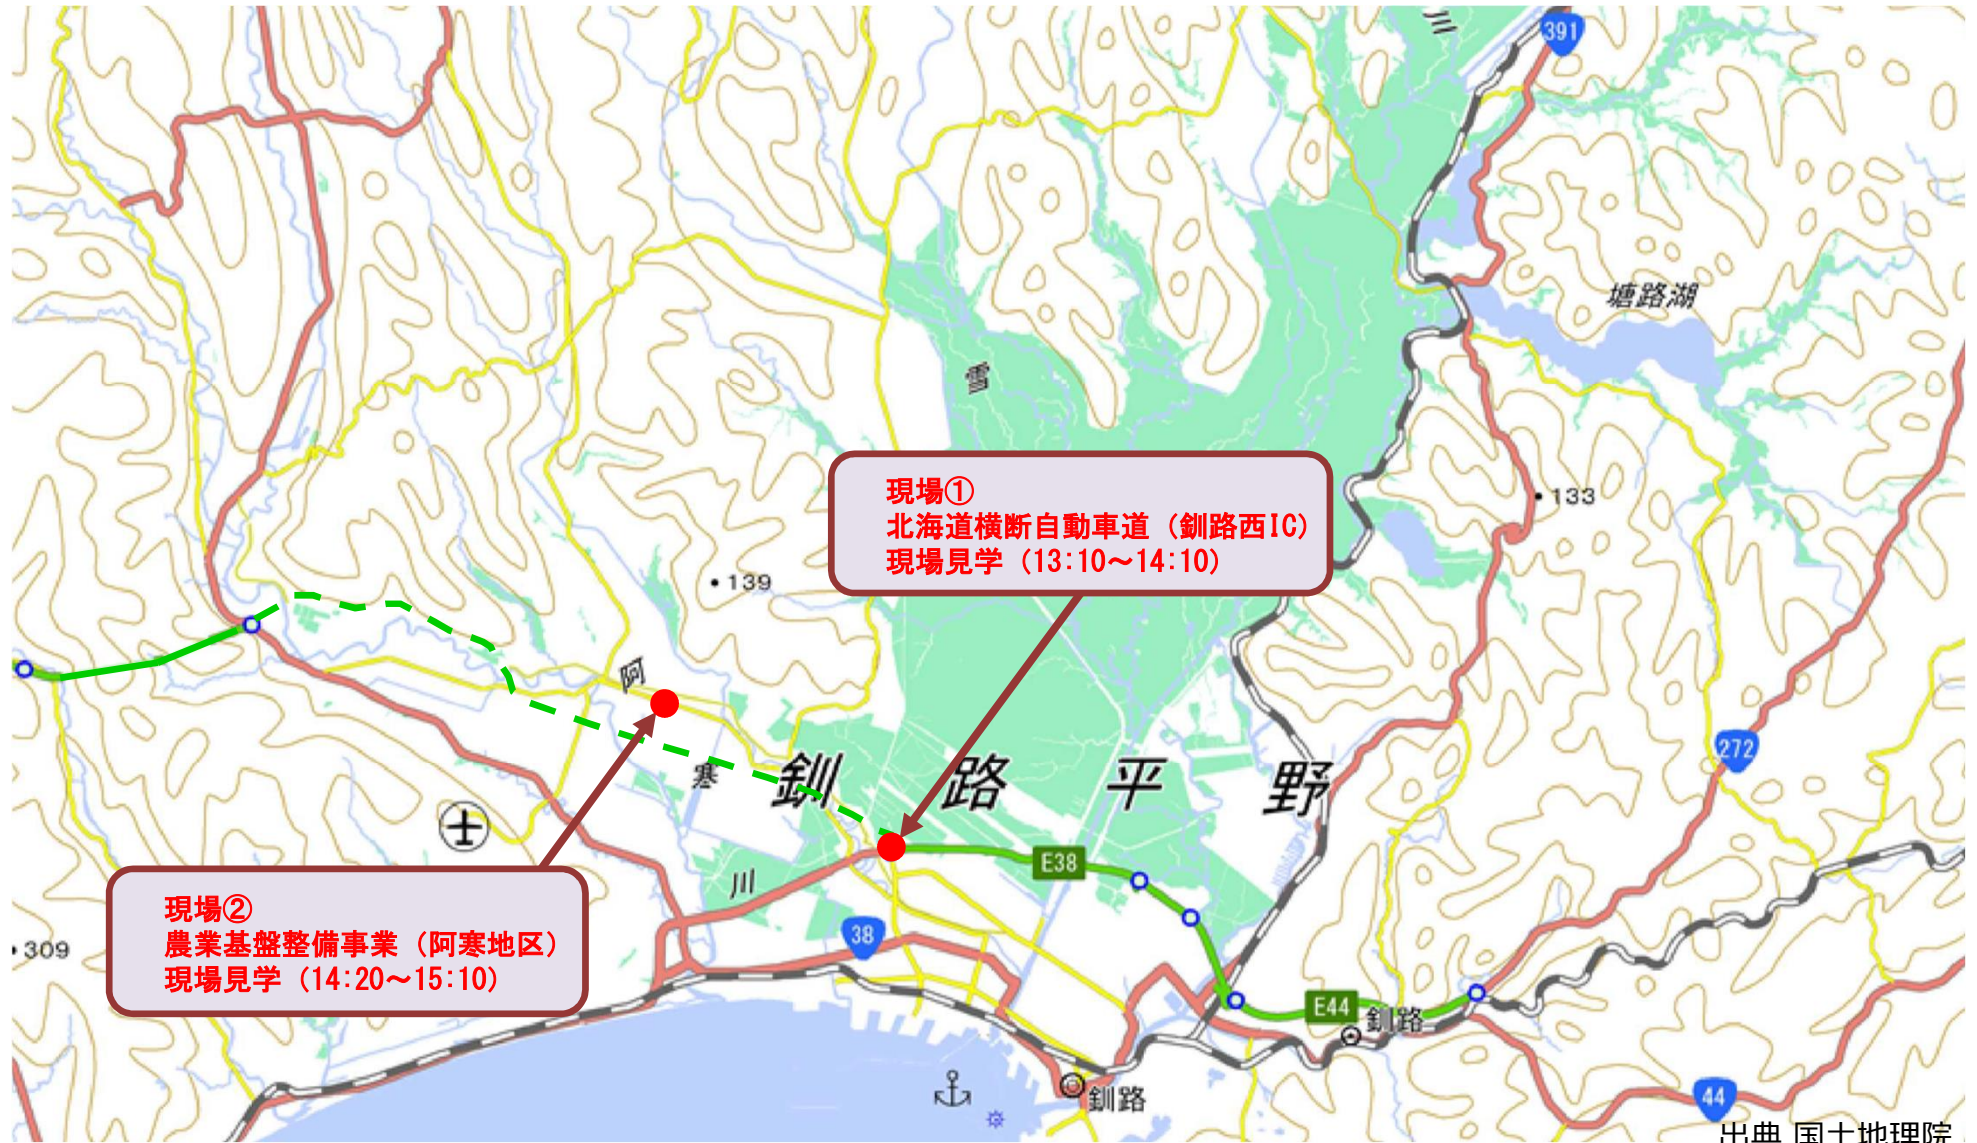 川
391
塘路湖
雪
133
現場①
北海道横断自動車道（釧路西IC）
現場見学（13:10～14:10）
139
阿
寒
川
釧路平野
272
E38
38
現場②
農業基盤整備事業（阿寒地区）
現場見学（14:20～15:10）
309
E44
釧路
釧路
44
出典 国土地理院